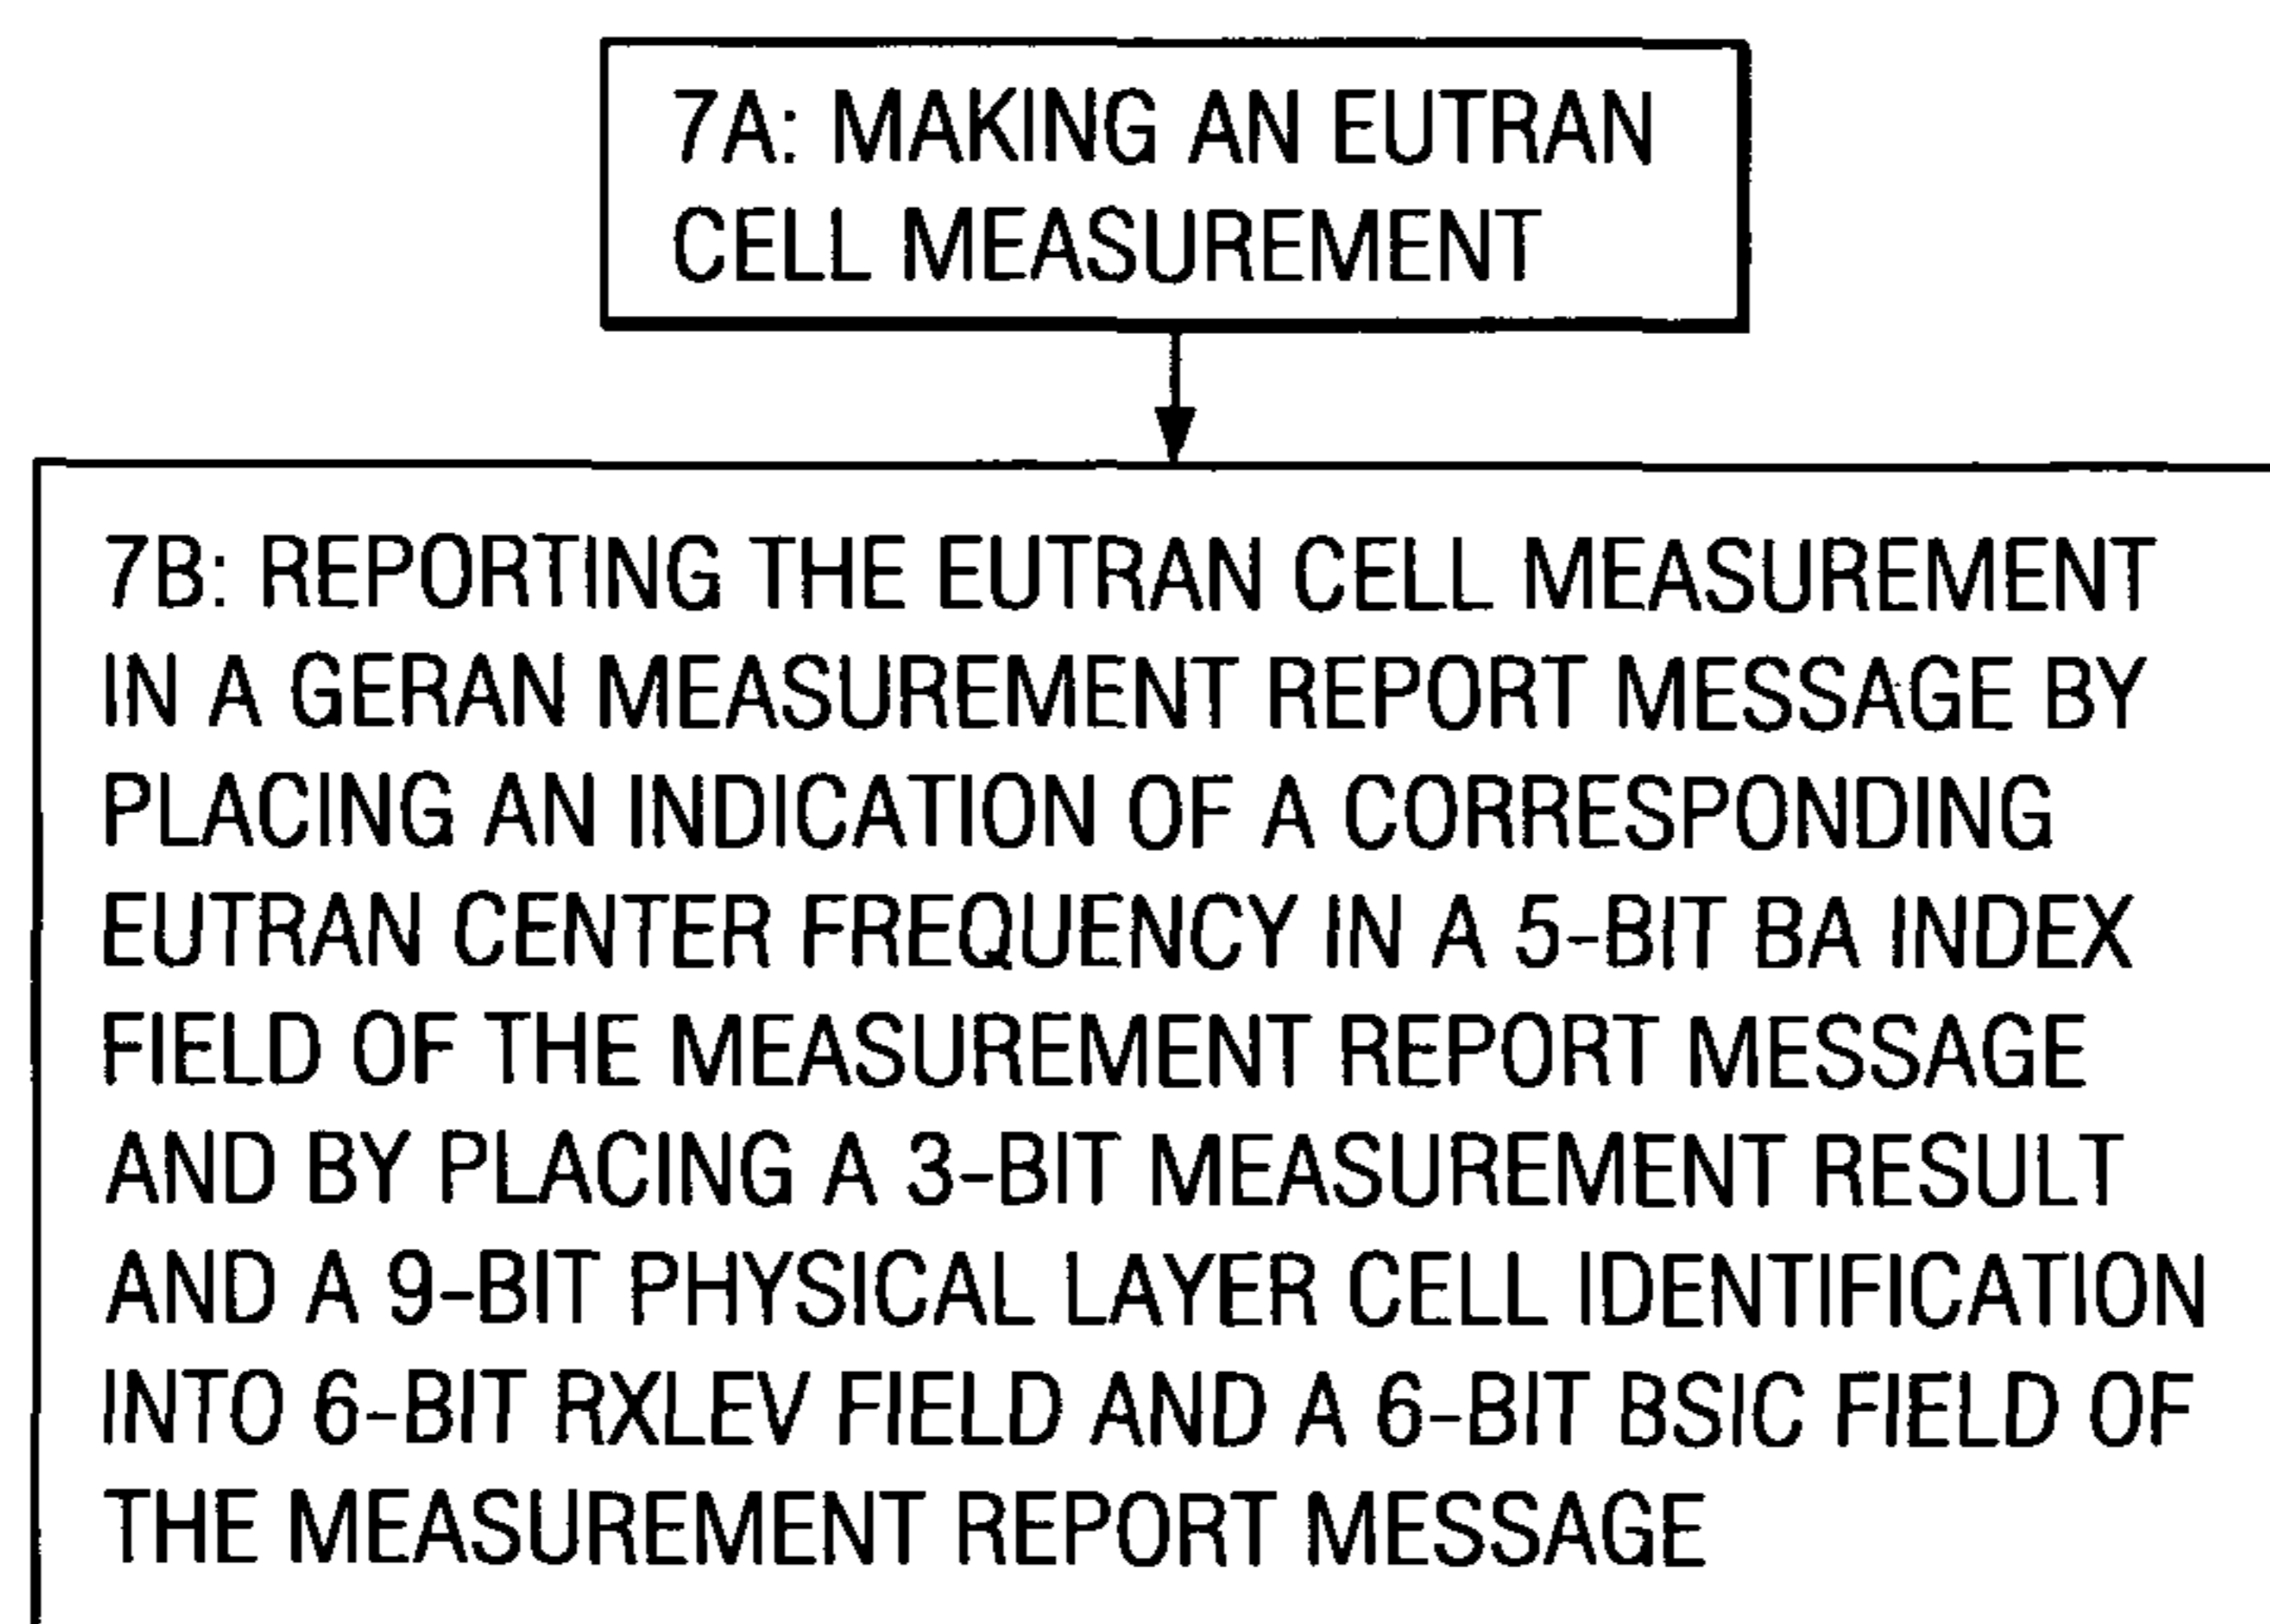 7A: MAKING AN EUTRAN
CELL MEASUREMENT
7B: REPORTING THE EUTRAN CELL MEASUREMENT
IN A GERAN MEASUREMENT REPORT MESSAGE BY
PLACING AN INDICATION OF A CORRESPONDING
EUTRAN CENTER FREQUENCY IN A 5-BIT BA INDEX
FIELD OF THE MEASUREMENT REPORT MESSAGE
AND BY PLACING A 3-BIT MEASUREMENT RESULT
AND A 9-BIT PHYSICAL LAYER CELL IDENTIFICATION
INTO 6-BIT RXLEV FIELD AND A 6-BIT BSIC FIELD OF
THE MEASUREMENT REPORT MESSAGE